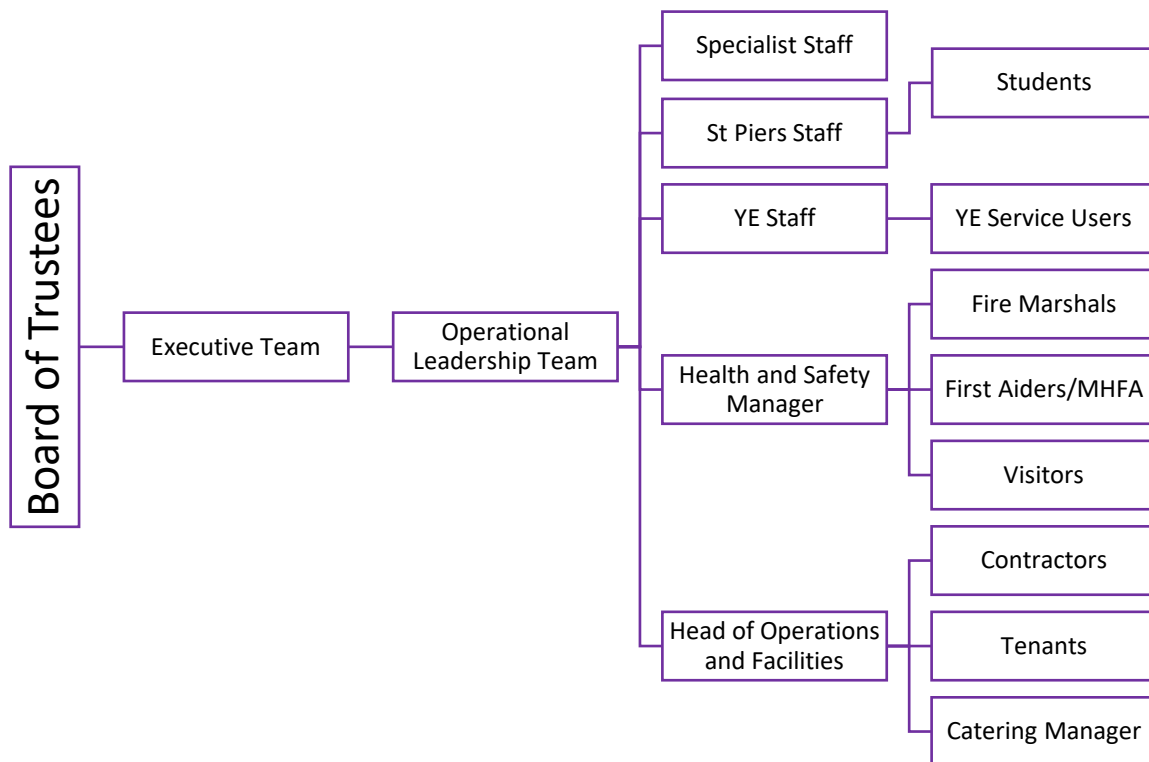 Board of Trustees
Executive Team
Operational
Leadership Team
Specialist Staff
St Piers Staff
Students
YE Staff
YE Service Users
Health and Safety
Manager
Fire Marshals
First Aiders/MHFA
Visitors
Head of Operations
and Facilities
Contractors
Tenants
Catering Manager